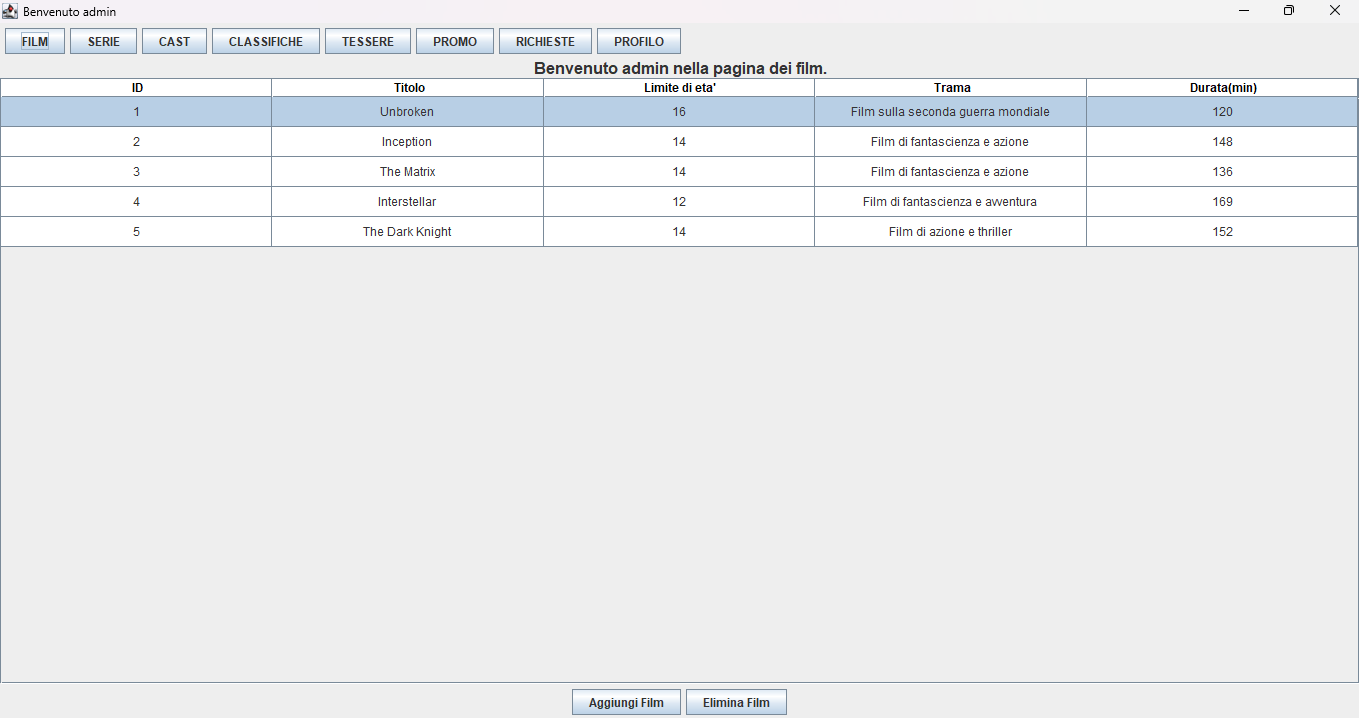 Benvenuto admin
FILM SERIE CAST CLASSIFICHE TESSERE PROMO RICHIESTE PROFILO
Benvenuto admin nella pagina dei film.
ID Titolo Limite di eta' Trama Durata(min)
1 Unbroken 16 Film sulla seconda guerra mondiale 120
2 Inception 14 Film di fantascienza e azione 148
3 The Matrix 14 Film di fantascienza e azione 136
4 Interstellar 12 Film di fantascienza e avventura 169
5 The Dark Knight 14 Film di azione e thriller 152
Aggiungi Film Elimina Film